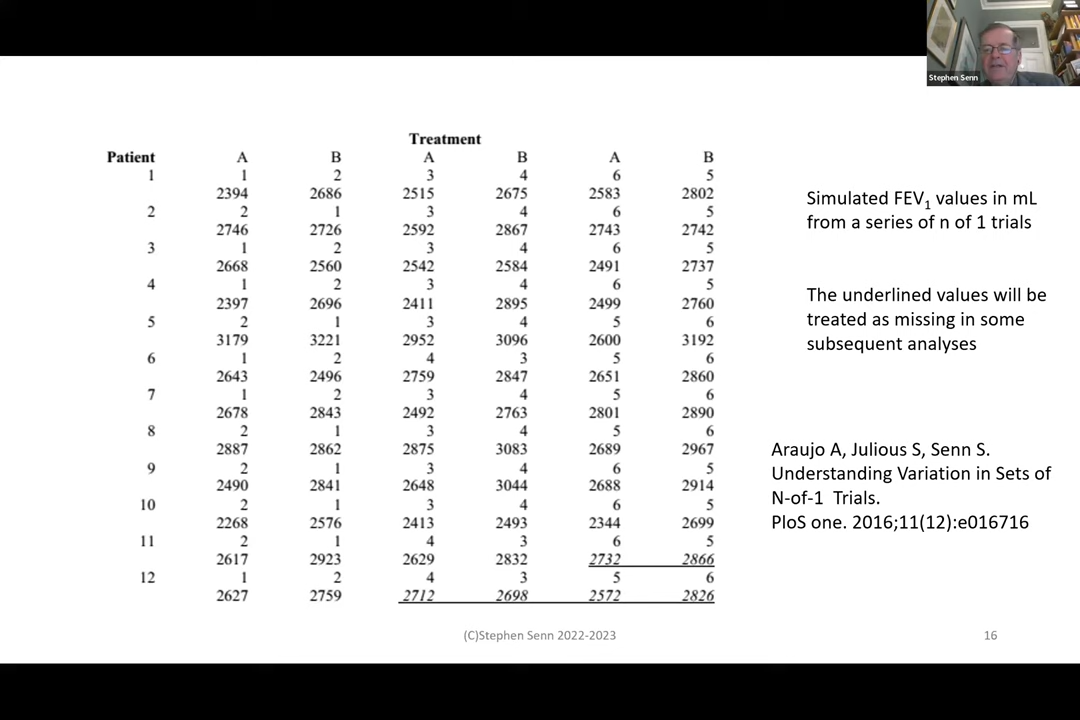 Stephen Senn
Treatment
Patient A B A B A B
1 1 2 3 4 6 5
2394 2686 2515 2675 2583 2802
2 2 1 3 4 6 5
2746 2726 2592 2867 2743 2742
3 1 2 3 4 6 5
2668 2560 2542 2584 2491 2737
4 1 2 3 4 6 5
2397 2696 2411 2895 2499 2760
5 2 1 3 4 5 6
3179 3221 2952 3096 2600 3192
6 1 2 4 3 5 6
2643 2496 2759 2847 2651 2860
7 1 2 3 4 5 6
2678 2843 2492 2763 2801 2890
8 2 1 3 4 5 6
2887 2862 2875 3083 2689 2967
9 2 1 3 4 6 5
2490 2841 2648 3044 2688 2914
10 2 1 3 4 6 5
2268 2576 2413 2493 2344 2699
11 2 1 4 3 6 5
2617 2923 2629 2832 2732 2866
12 1 2 4 3 5 6
2627 2759 2712 2698 2572 2826
Simulated FEV1 values in mL
from a series of n of 1 trials
The underlined values will be
treated as missing in some
subsequent analyses
Araujo A, Julious S, Senn S.
Understanding Variation in Sets of
N-of-1 Trials.
PloS one. 2016;11(12):e016716
(C)Stephen Senn 2022-2023
16